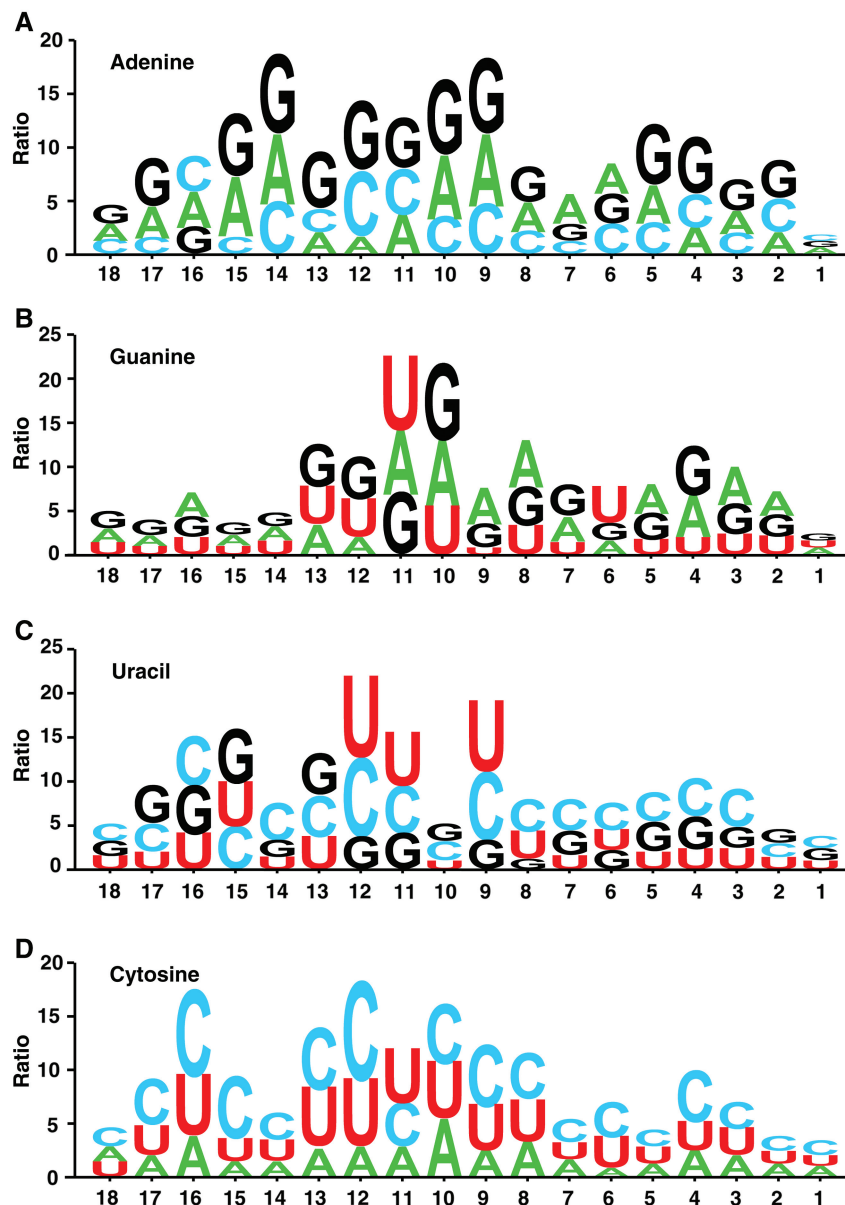 A
20
Adenine
15
Ratio
10
5
0
G G C G G G G G G G G A A G G G G C
A A A A A C C C A A A G G A C A C G
C C G C C A A A C C C C C C A C A A
18 17 16 15 14 13 12 11 10 9 8 7 6 5 4 3 2 1
B
25
Guanine
20
15
Ratio
10
5
0
G G A G G G G U G A A G U A G A A G
A A G A A U U A A G G A G G A G G U
U U U U U A A G U U U U A U U U U A
18 17 16 15 14 13 12 11 10 9 8 7 6 5 4 3 2 1
C
25
Uracil
20
15
Ratio
10
5
0
C G C G C G U U G U C C C C C C G C
G C G U G C C C C C U G U G G G C G
U U U C U U G G U G G U G U U U U U
18 17 16 15 14 13 12 11 10 9 8 7 6 5 4 3 2 1
D
20
Cytosine
15
Ratio
10
5
0
C C C C C C C U C C C C C C C C C C
A U U U U U U C U U U U U U U U U U
U A A A A A A A A A A A A A A A A A
18 17 16 15 14 13 12 11 10 9 8 7 6 5 4 3 2 1